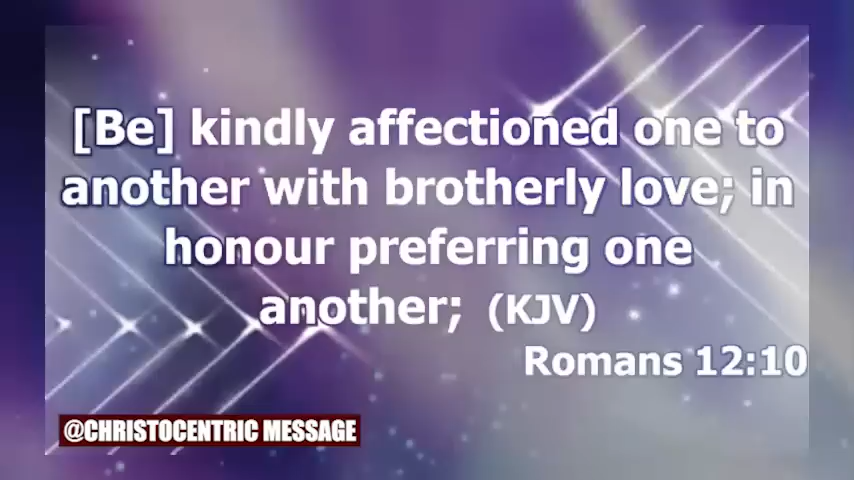 [Be] kindly affectioned one to
another with brotherly love; in
honour preferring one
another; (KJV)
Romans 12:10
@CHRISTOCENTRIC MESSAGE